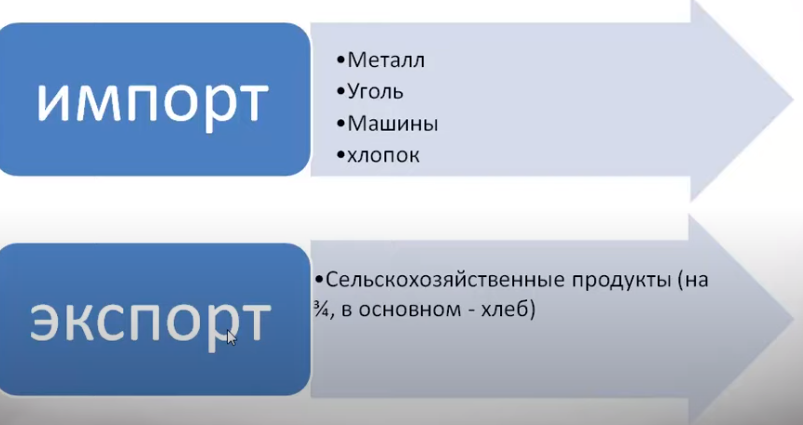 импорт
•Металл
•Уголь
•Машины
•хлопок
экспорт
•Сельскохозяйственные продукты (на
¾, в основном - хлеб)